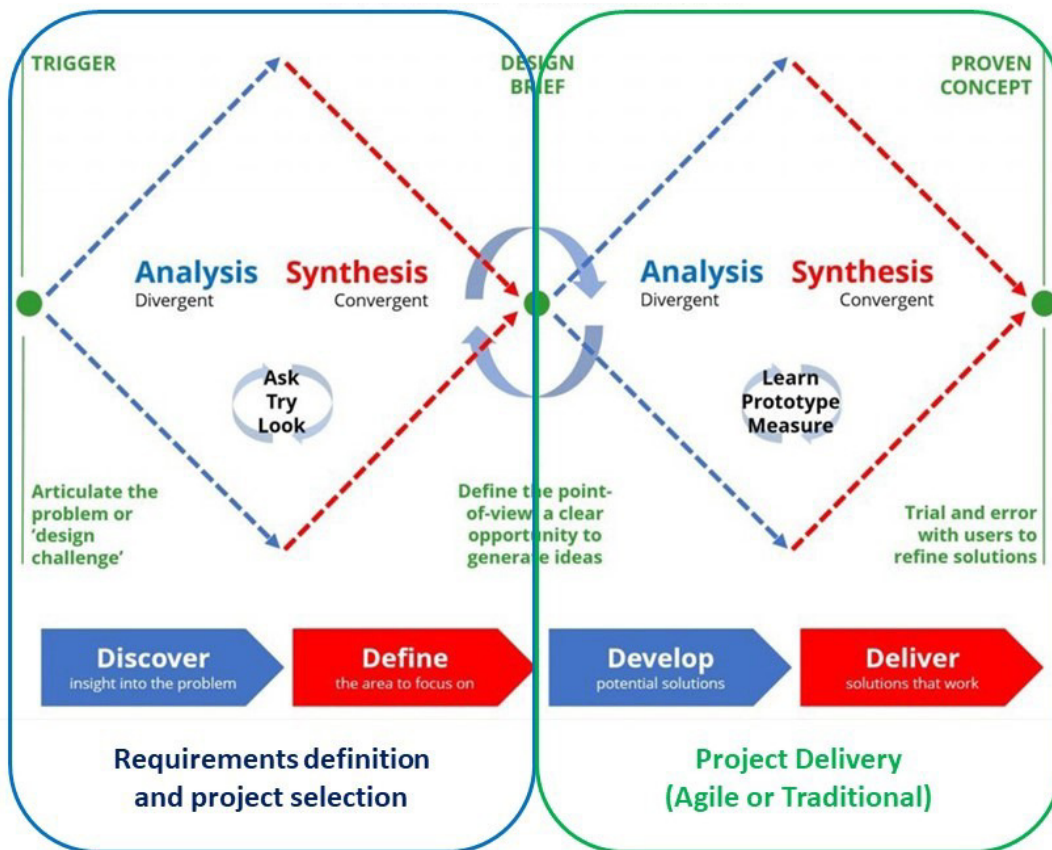 TRIGGER
DESIGN
BRIEF
PROVEN
CONCEPT
Analysis
Divergent
Synthesis
Convergent
Analysis
Divergent
Synthesis
Convergent
Ask
Try
Look
Learn
Prototype
Measure
Articulate the
problem or
‘design
challenge’
Define the point-
of-view, a clear
opportunity to
generate ideas
Trial and error
with users to
refine solutions
Discover
insight into the problem
Define
the area to focus on
Develop
potential solutions
Deliver
solutions that work
Requirements definition
and project selection
Project Delivery
(Agile or Traditional)